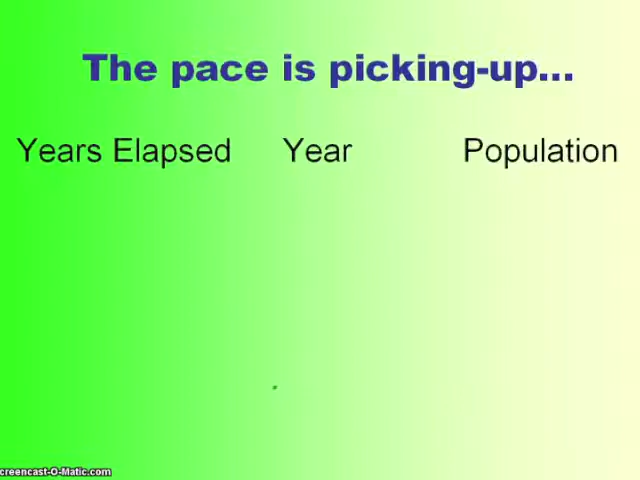 The pace is picking-up...
Years Elapsed Year Population
creencast-O-Matic.com